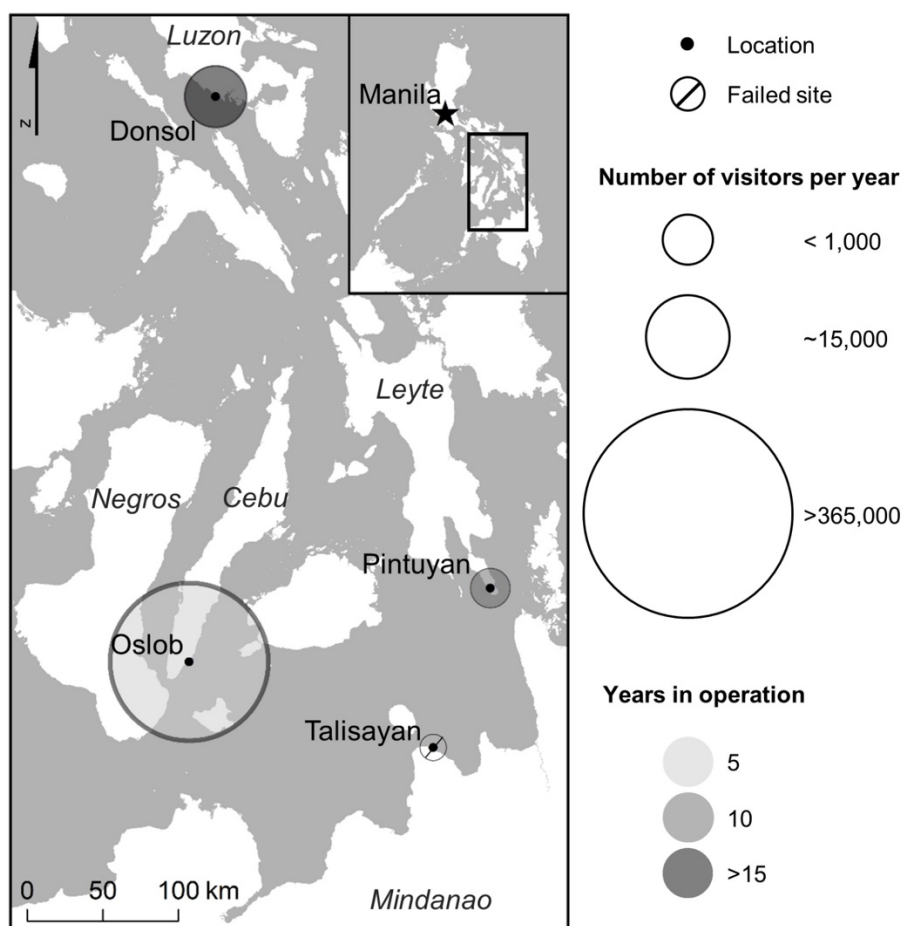 Luzon
Manila
Donsol
z
Leyte
Negros
Cebu
Pintuyan
Oslob
Talisayan
0 50 100 km
Mindanao
Location
Failed site
Number of visitors per year
< 1,000
~15,000
>365,000
Years in operation
5
10
>15